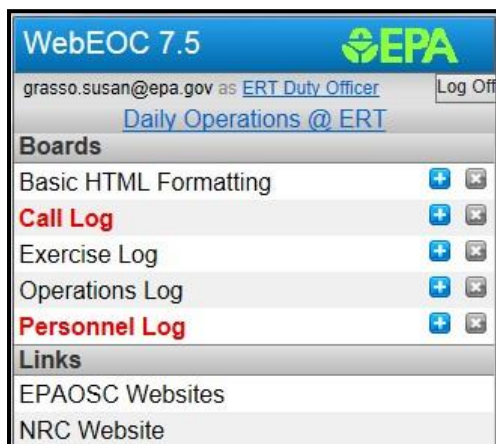 WebEOC 7.5 EPA
grasso.susan@epa.gov as ERT Duty Officer Log Off
Daily Operations @ ERT
Boards
Basic HTML Formatting
Call Log
Exercise Log
Operations Log
Personnel Log
Links
EPAOSC Websites
NRC Website